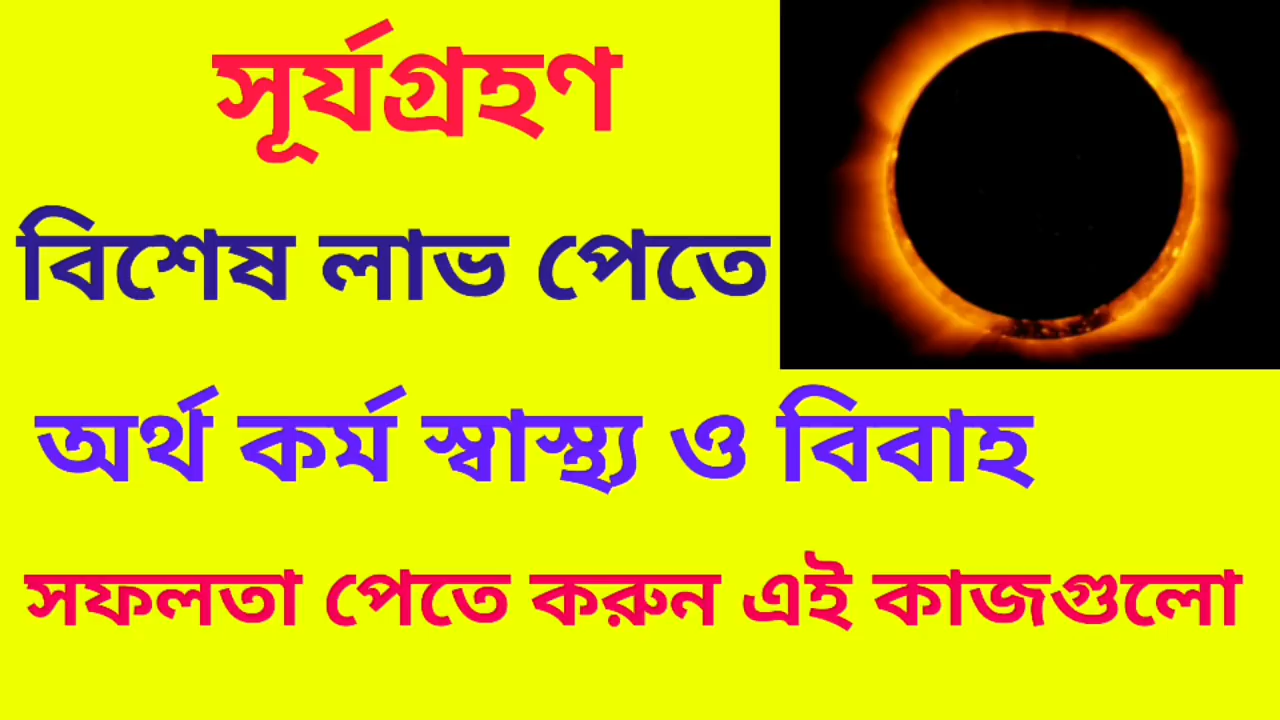 সূর্যগ্রহণ
বিশেষ লাভ পেতে
অর্থ কর্ম স্বাস্থ্য ও বিবাহ
সফলতা পেতে করুন এই কাজগুলো